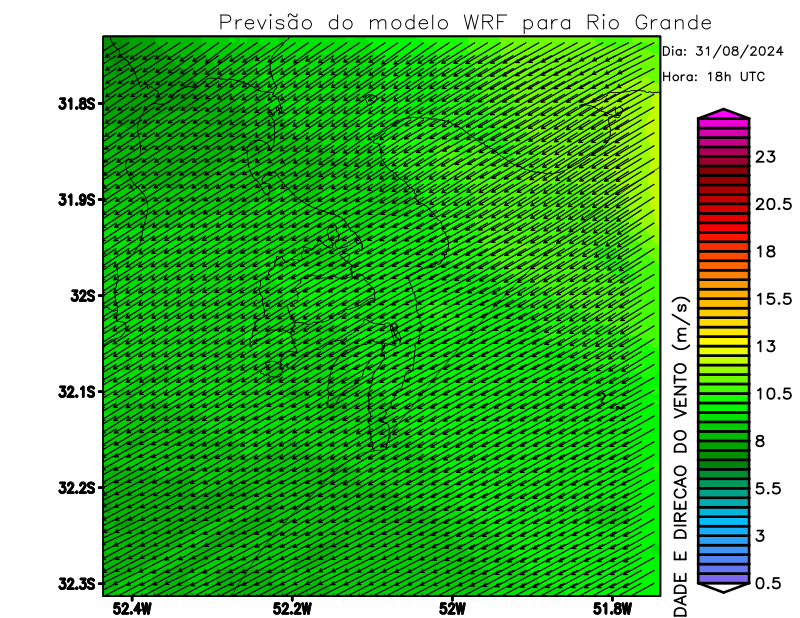 Previsão do modelo WRF para Rio Grande
Dia: 31/08/2024
Hora: 18h UTC
31.8S
31.9S
32S
32.1S
32.2S
32.3S
52.4W
52.2W
52W
51.8W
DADE E DIRECAO DO VENTO (m/s)
23
20.5
18
15.5
13
10.5
8
5.5
3
0.5